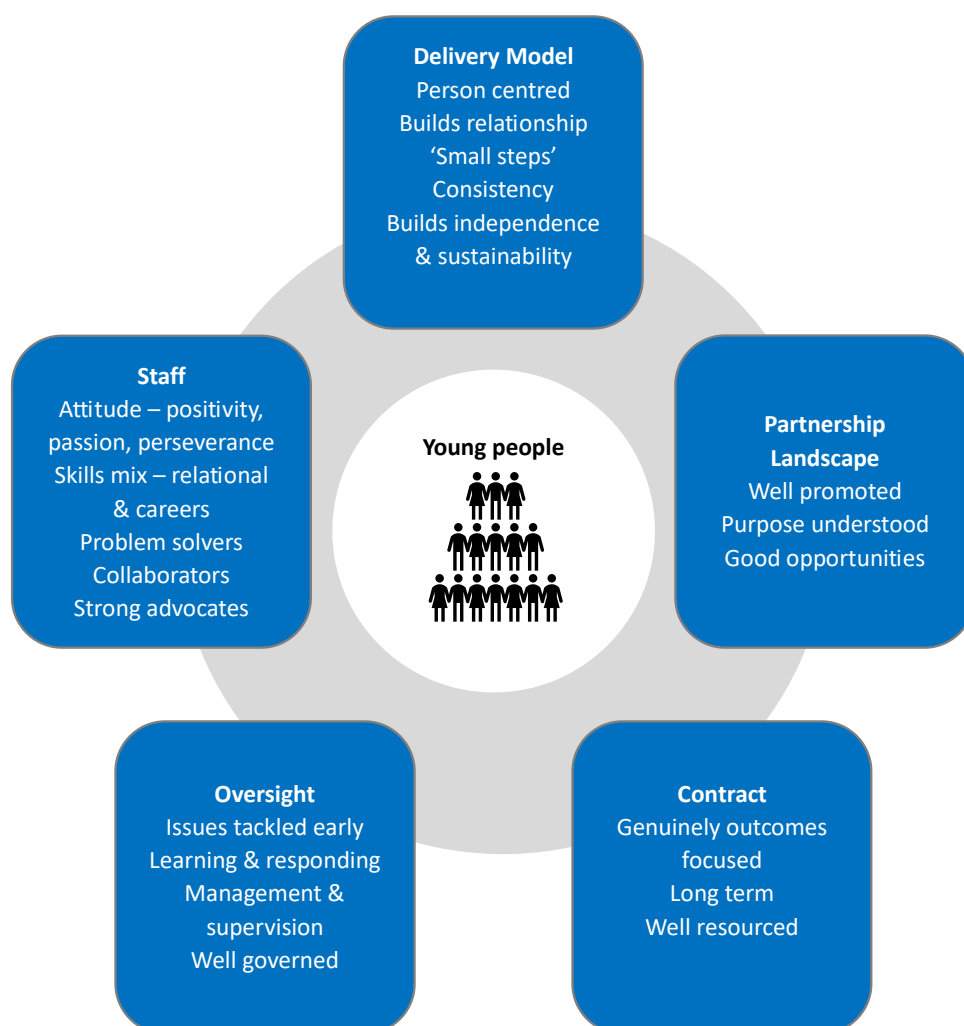 Delivery Model
Person centred
Builds relationship
‘Small steps’
Consistency
Builds independence
& sustainability
Staff
Attitude – positivity,
passion, perseverance
Skills mix – relational
& careers
Problem solvers
Collaborators
Strong advocates
Young people
Partnership
Landscape
Well promoted
Purpose understood
Good opportunities
Oversight
Issues tackled early
Learning & responding
Management &
supervision
Well governed
Contract
Genuinely outcomes
focused
Long term
Well resourced